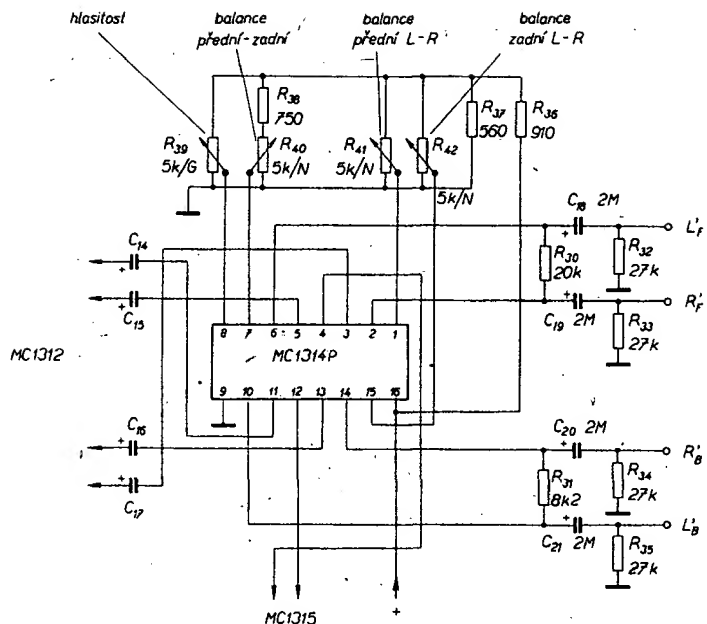 hlasitost
balance
přední-zadní
balance
přední L-R
balance
zadní L-R
R38
750
R39
5k/G
R40
5k/N
R41
5k/N
R42
5k/N
R37
560
R36
910
C18 2M
L'F
R30
20k
R32
27k
C14
C15
R'F
C19 2M
R33
27k
8 7 6 5 4 3 2 1
MC1312
MC1314P
9 10 11 12 13 14 15 16
C16
C17
C20 2M
R'B
R31
8k2
R34
27k
L'B
C21 2M
R35
27k
MC1315
+